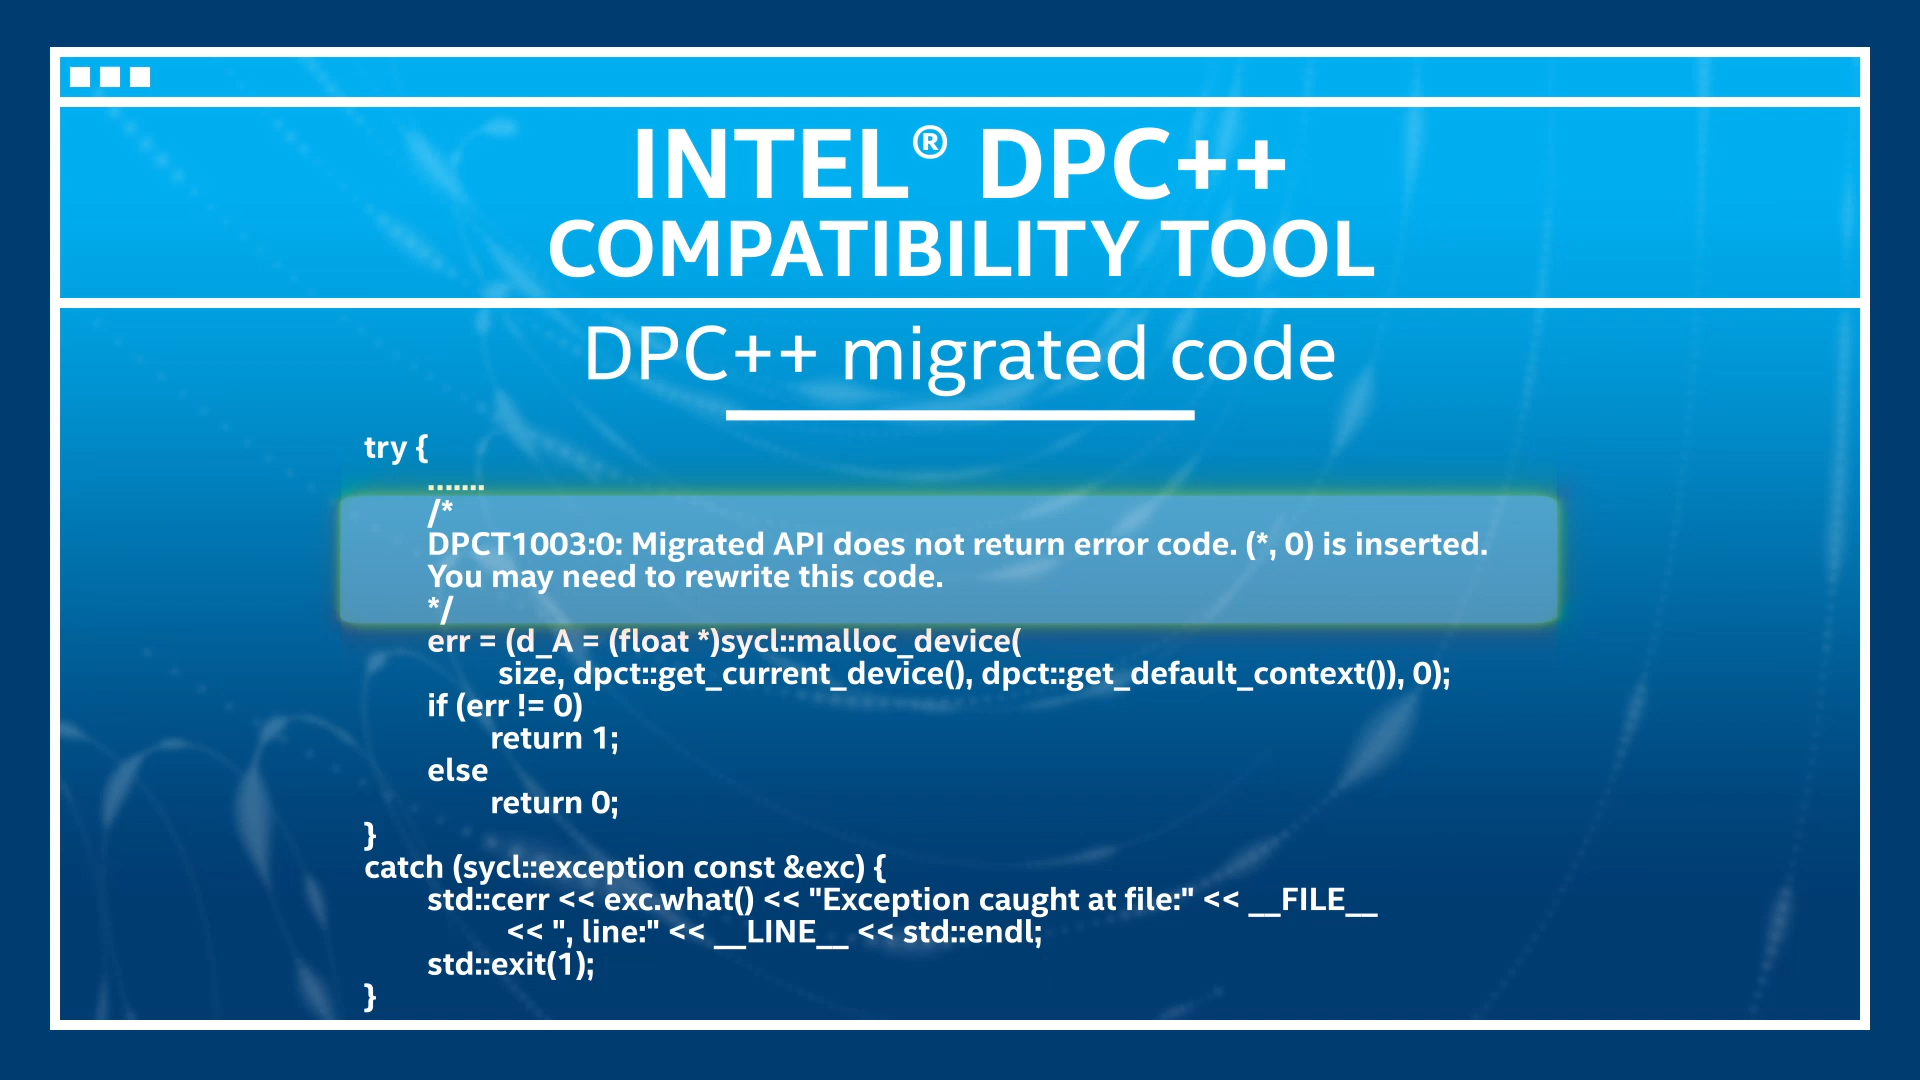 INTEL® DPC++
COMPATIBILITY TOOL
DPC++ migrated code
try {
.......
/*
DPCT1003:0: Migrated API does not return error code. (*, 0) is inserted.
You may need to rewrite this code.
*/
err = (d_A = (float *)sycl::malloc_device(
size, dpct::get_current_device(), dpct::get_default_context()), 0);
if (err != 0)
return 1;
else
return 0;
}
catch (sycl::exception const &exc) {
std::cerr << exc.what() << "Exception caught at file:" << __FILE__
<< ", line:" << __LINE__ << std::endl;
std::exit(1);
}